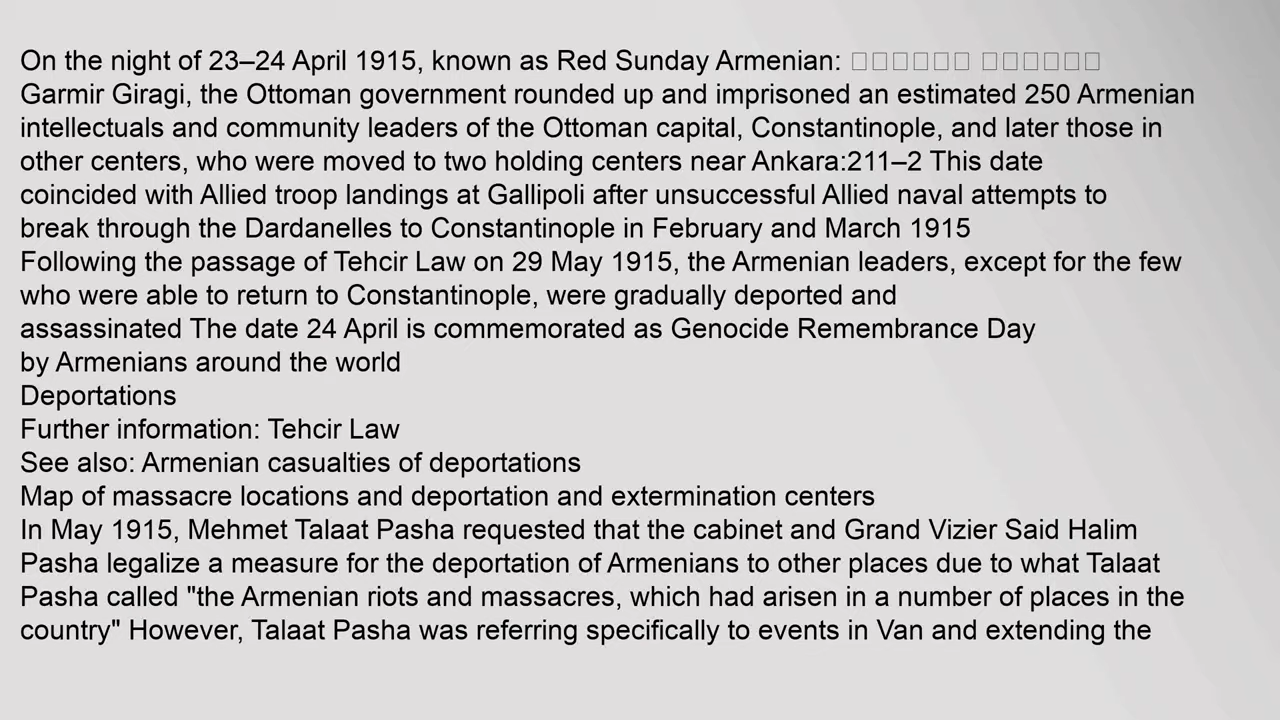 On the night of 23–24 April 1915, known as Red Sunday Armenian:
Garmir Giragi, the Ottoman government rounded up and imprisoned an estimated 250 Armenian
intellectuals and community leaders of the Ottoman capital, Constantinople, and later those in
other centers, who were moved to two holding centers near Ankara:211–2 This date
coincided with Allied troop landings at Gallipoli after unsuccessful Allied naval attempts to
break through the Dardanelles to Constantinople in February and March 1915
Following the passage of Tehcir Law on 29 May 1915, the Armenian leaders, except for the few
who were able to return to Constantinople, were gradually deported and
assassinated The date 24 April is commemorated as Genocide Remembrance Day
by Armenians around the world
Deportations
Further information: Tehcir Law
See also: Armenian casualties of deportations
Map of massacre locations and deportation and extermination centers
In May 1915, Mehmet Talaat Pasha requested that the cabinet and Grand Vizier Said Halim
Pasha legalize a measure for the deportation of Armenians to other places due to what Talaat
Pasha called "the Armenian riots and massacres, which had arisen in a number of places in the
country" However, Talaat Pasha was referring specifically to events in Van and extending the